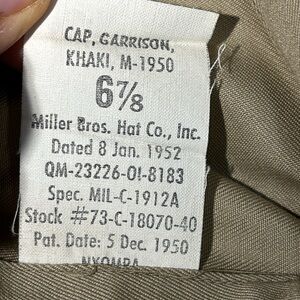 CAP, GARRISON,
KHAKI, M-1950
6⅞
Miller Bros. Hat Co., Inc.
Dated 8 Jan. 1952
QM-23226-OI-8183
Spec. MIL-C-1912A
Stock #73-C-18070-40
Pat. Date: 5 Dec. 1950